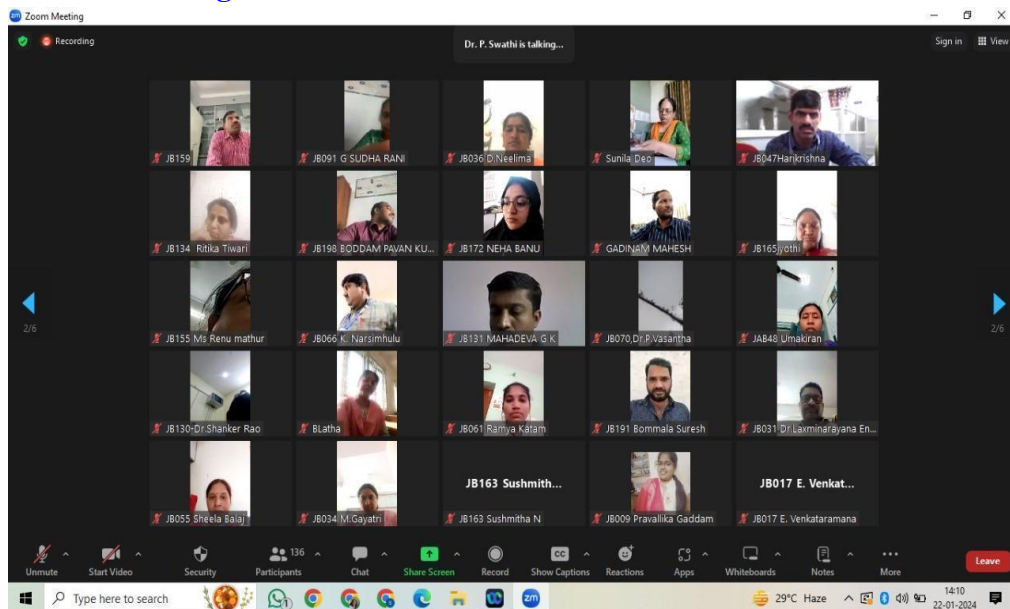 Zoom Meeting
Recording
Dr. P. Swathi is talking...
Sign in
View
JB159
JB091 G SUDHA RANI
JB036 D.Neelima
Sunila Deo
JB047Harikrishna
JB134 Ritika Tiwari
JB198 BODDAM PAVAN KU...
JB172 NEHA BANU
GADINAM MAHESH
JB165jyothi
2/6
2/6
JB155 Ms Renu mathur
JB066 K. Narsimhulu
JB131 MAHADEVA G K
JB070,Dr.P.Vasantha
JAB48 Umakiran
JB130-Dr.Shanker Rao
BLatha
JB061 Ramya Katam
JB191 Bommala Suresh
JB031 Dr.Laxminarayana En...
JB163 Sushmith...
JB017 E. Venkat...
JB055 Sheela Balaj
JB034 M.Gayatri
JB163 Sushmitha N
JB009 Pravallika Gaddam
JB017 E. Venkataramana
136
Unmute
Start Video
Security
Participants
Chat
Share Screen
Record
CC
Show Captions
Reactions
Apps
Whiteboards
Notes
More
Leave
Type here to search
zm
29°C Haze
14:10
22-01-2024